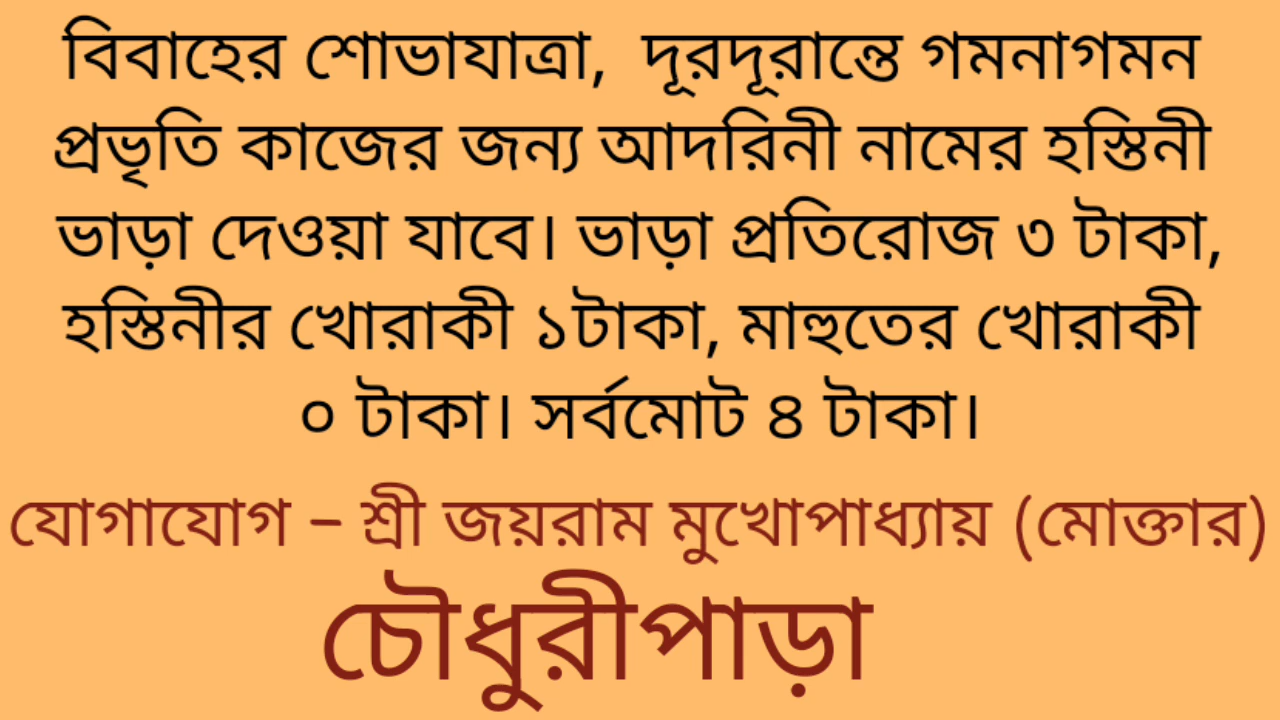 বিবাহের শোভাযাত্রা, দূরদূরান্তে গমনাগমন
প্রভৃতি কাজের জন্য আদরিনী নামের হস্তিনী
ভাড়া দেওয়া যাবে। ভাড়া প্রতিরোজ ৩ টাকা,
হস্তিনীর খোরাকী ১টাকা, মাহুতের খোরাকী
০ টাকা। সর্বমোট ৪ টাকা।
যোগাযোগ – শ্রী জয়রাম মুখোপাধ্যায় (মোক্তার)
চৌধুরীপাড়া